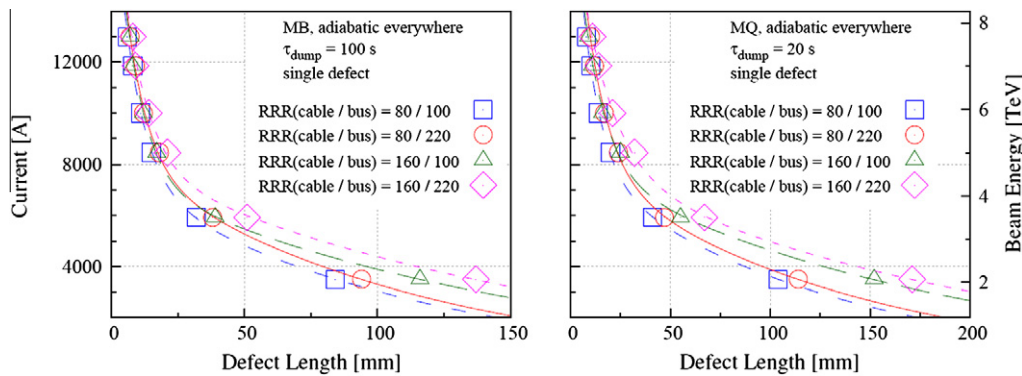 MB, adiabatic everywhere
τdump = 100 s
single defect
RRR(cable / bus) = 80 / 100
RRR(cable / bus) = 80 / 220
RRR(cable / bus) = 160 / 100
RRR(cable / bus) = 160 / 220
12000
8000
4000
Current [A]
0 50 100 150
Defect Length [mm]
MQ, adiabatic everywhere
τdump = 20 s
single defect
RRR(cable / bus) = 80 / 100
RRR(cable / bus) = 80 / 220
RRR(cable / bus) = 160 / 100
RRR(cable / bus) = 160 / 220
8
6
4
2
Beam Energy [TeV]
0 50 100 150 200
Defect Length [mm]